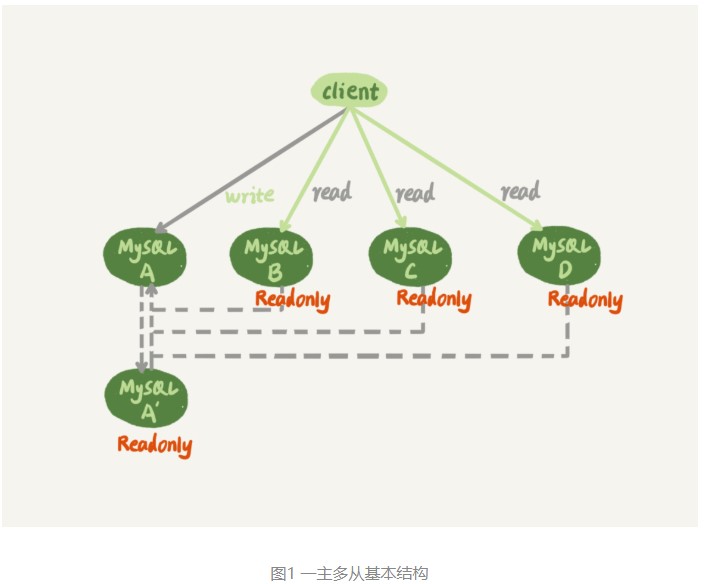 client
write
read
read
read
MySQL
A
MySQL
B
MySQL
C
MySQL
D
Readonly
Readonly
Readonly
MySQL
A'
Readonly
图1 一主多从基本结构